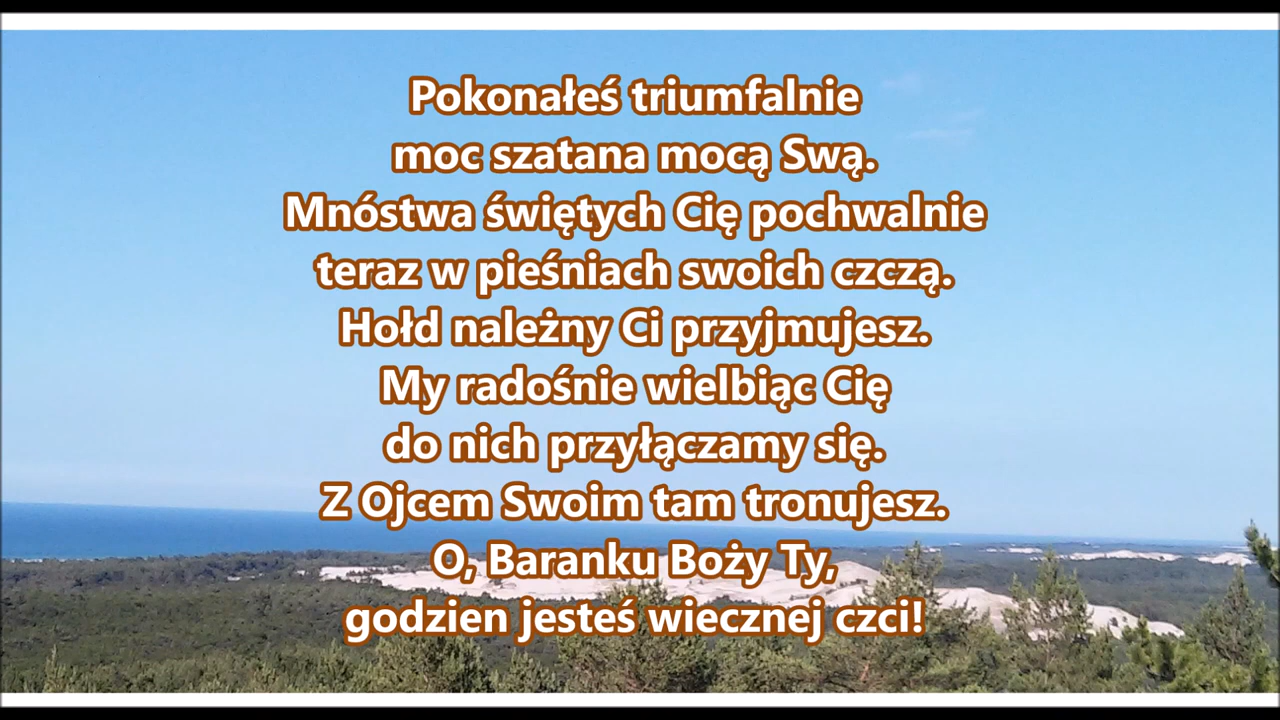 Pokonałeś triumfalnie
moc szatana mocą Swą.
Mnóstwa świętych Cię pochwalnie
teraz w pieśniach swoich czczą.
Hołd należny Ci przyjmujesz.
My radośnie wielbiąc Cię
do nich przyłączamy się.
Z Ojcem Swoim tam tronujesz.
O, Baranku Boży Ty,
godzien jesteś wiecznej czci!